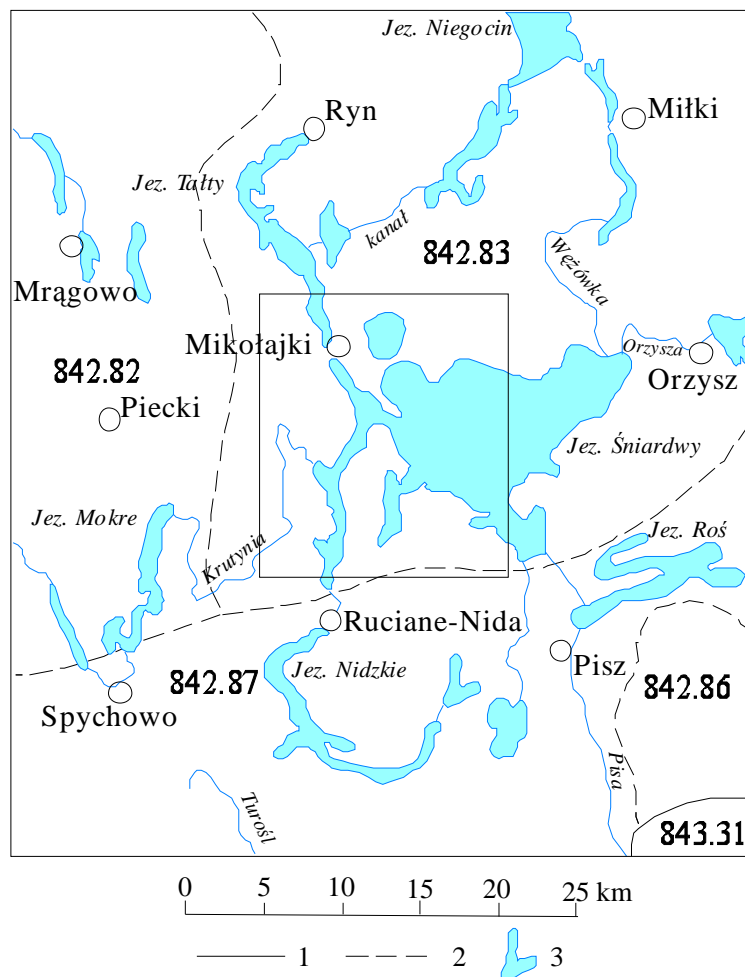 Jez. Niegocin
Ryn
Miłki
Jez. Tałty
kanał
842.83
Wężówka
Mrągowo
Mikołajki
Orzysza
Orzysz
842.82
Piecki
Jez. Śniardwy
Jez. Mokre
Krutynia
Jez. Roś
Ruciane-Nida
Pisz
842.87
Jez. Nidzkie
842.86
Spychowo
Pisa
Turośl
843.31
0 5 10 15 20 25 km
1 2 3